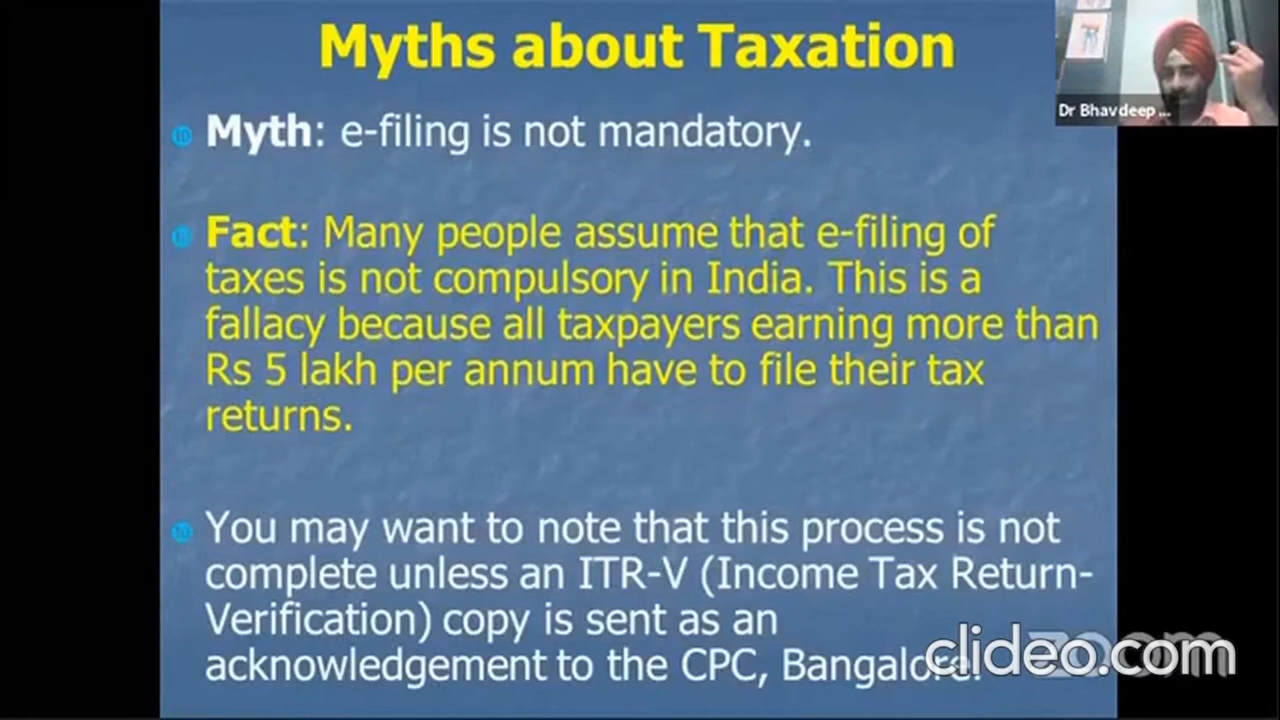 Myths about Taxation
Dr Bhavdeep ...
Myth: e-filing is not mandatory.
Fact: Many people assume that e-filing of
taxes is not compulsory in India. This is a
fallacy because all taxpayers earning more than
Rs 5 lakh per annum have to file their tax
returns.
You may want to note that this process is not
complete unless an ITR-V (Income Tax Return-
Verification) copy is sent as an
acknowledgement to the CPC, Bangalore.
clideo.com
zoom